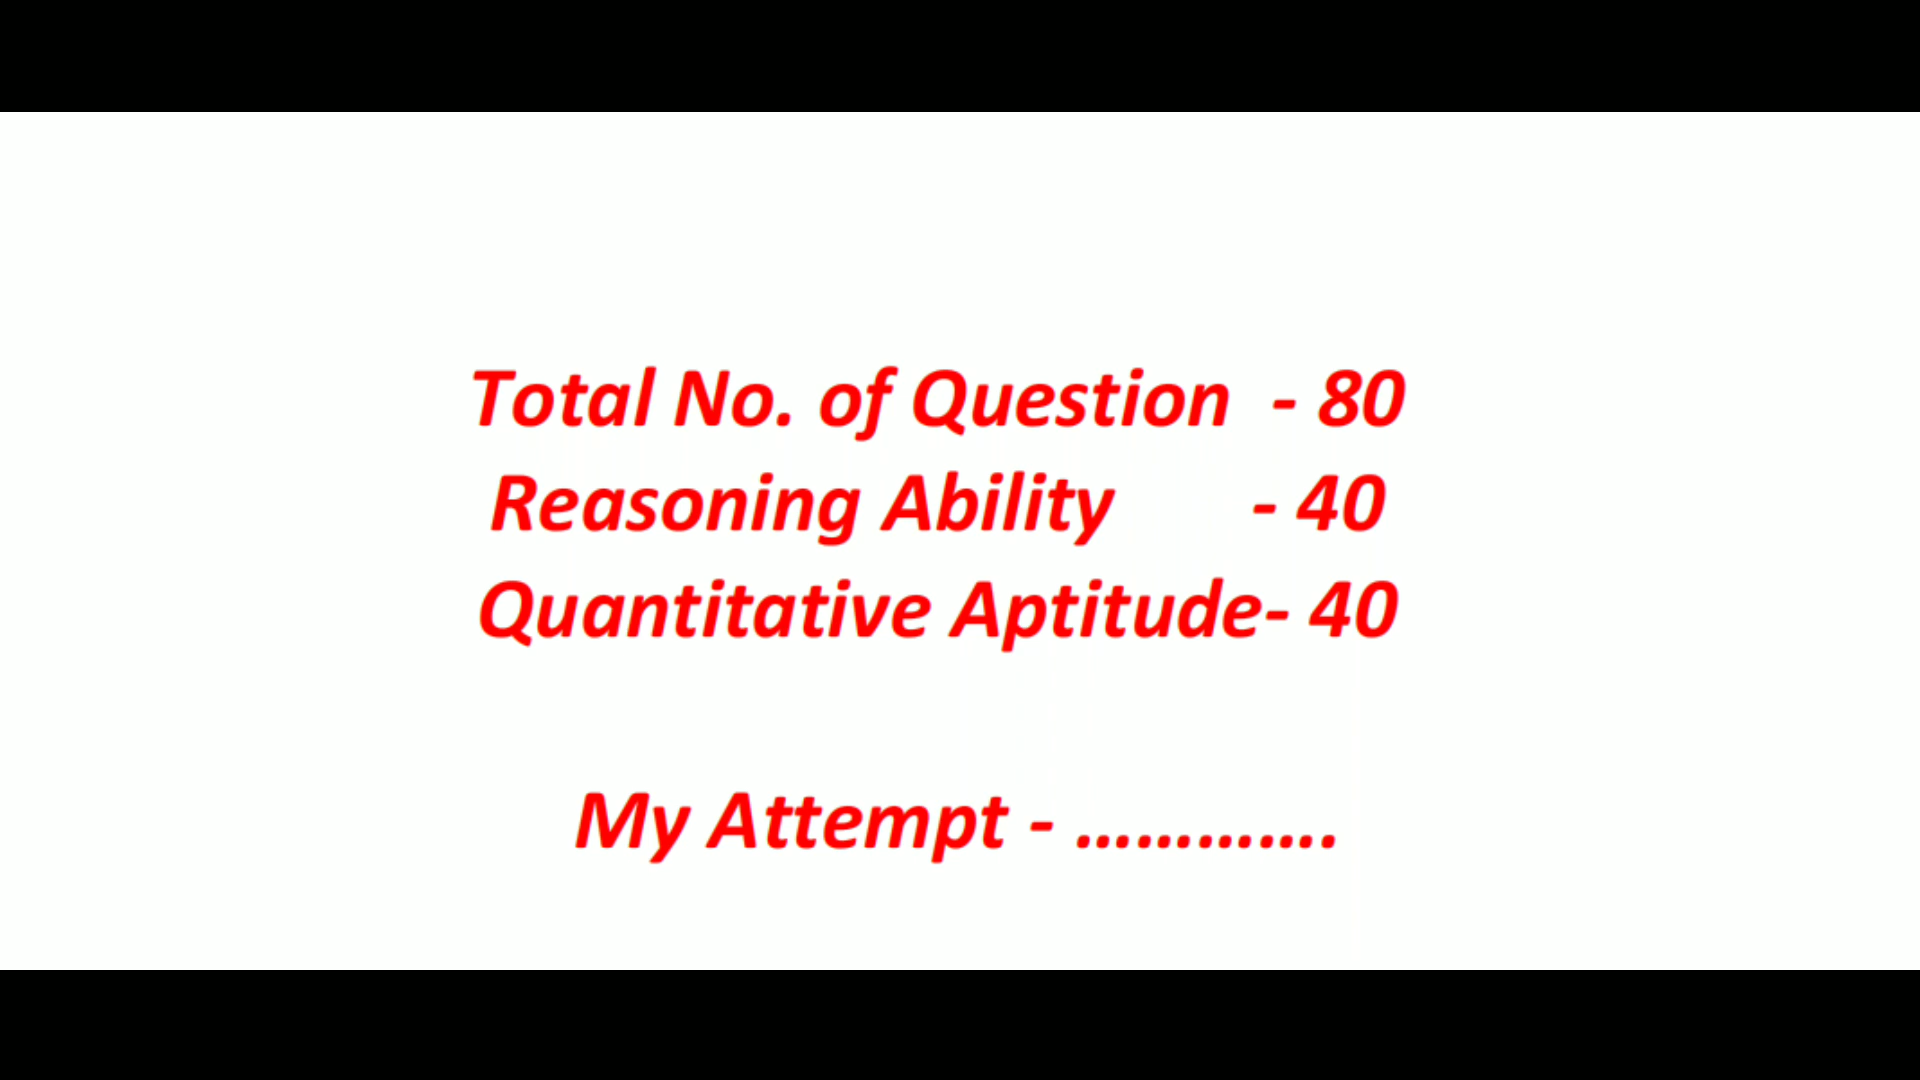 Total No. of Question - 80
Reasoning Ability - 40
Quantitative Aptitude- 40
My Attempt - .............